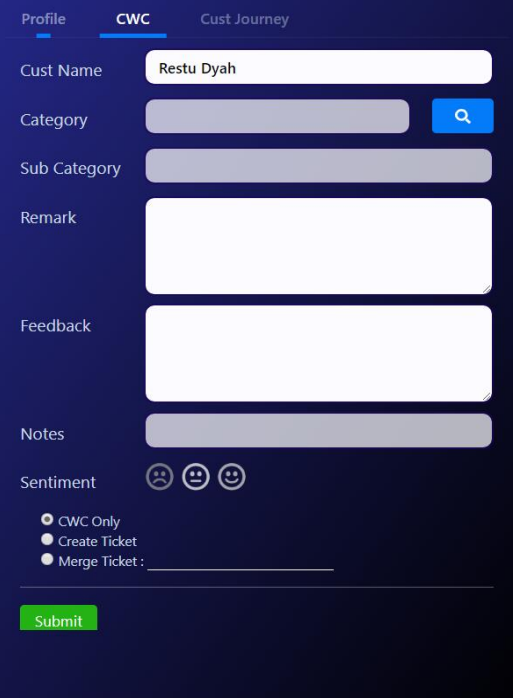 Profile CWC Cust Journey
Cust Name Restu Dyah
Category
Sub Category
Remark
Feedback
Notes
Sentiment
CWC Only
Create Ticket
Merge Ticket :
Submit